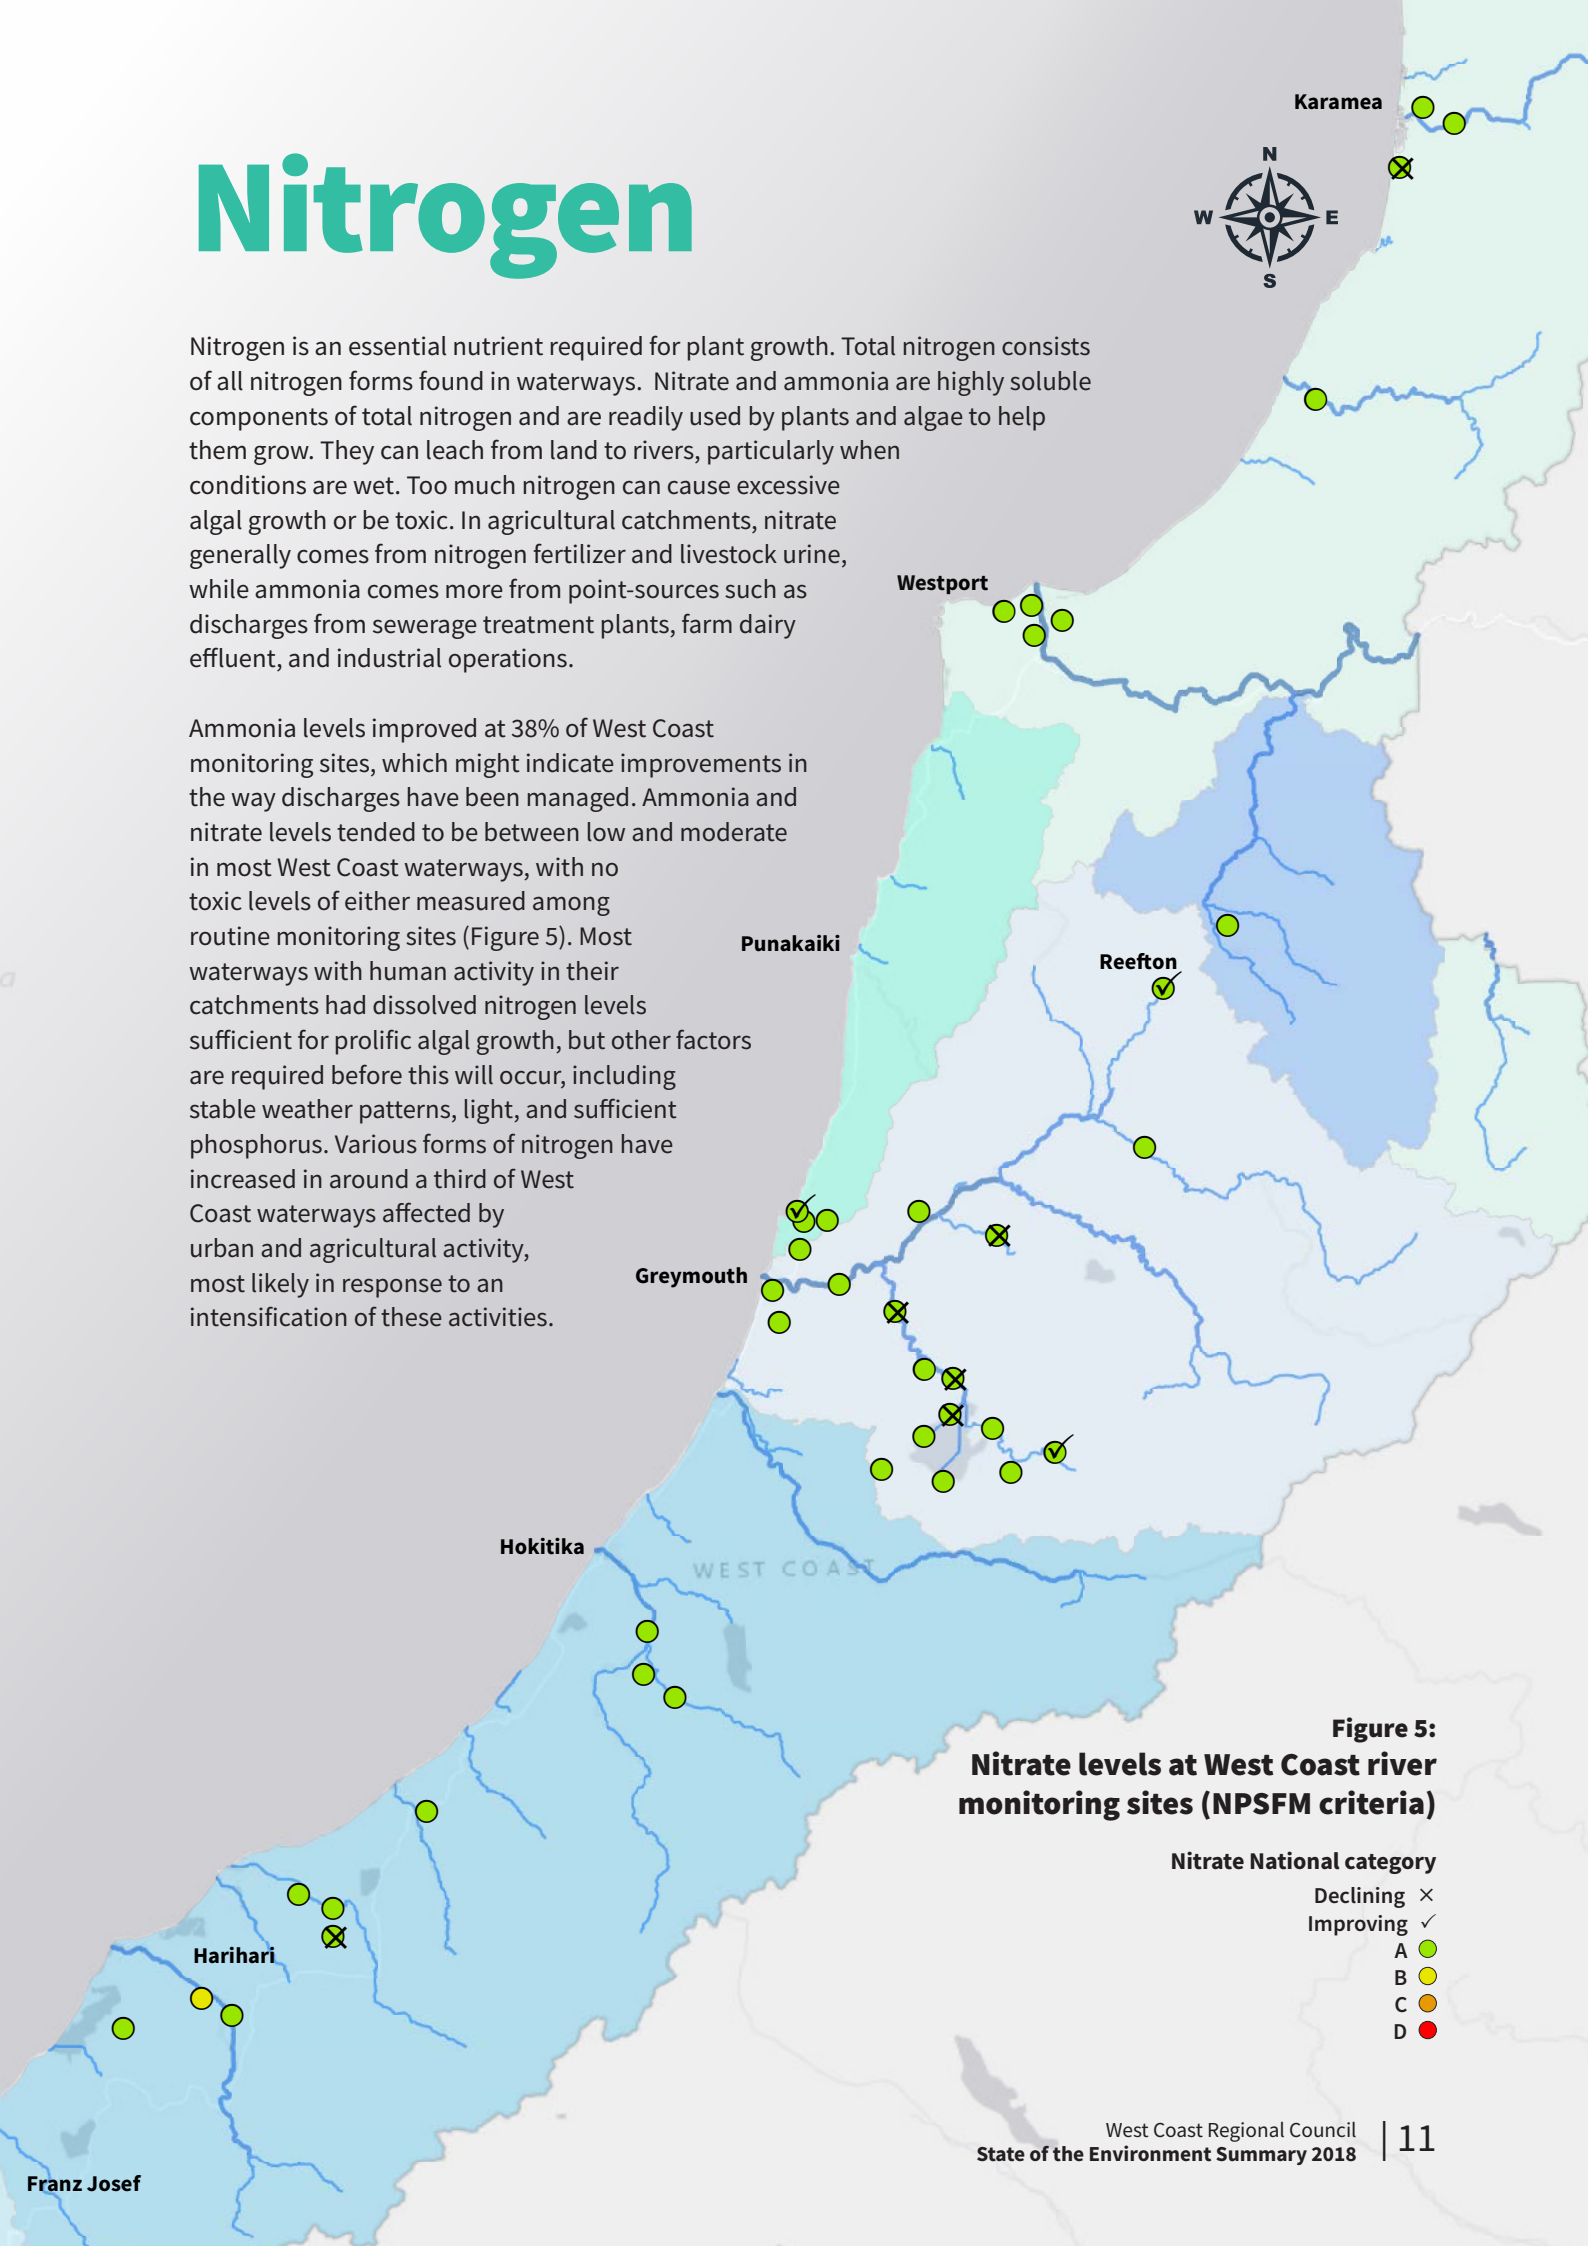 Nitrogen
Nitrogen is an essential nutrient required for plant growth. Total nitrogen consists
of all nitrogen forms found in waterways.  Nitrate and ammonia are highly soluble
components of total nitrogen and are readily used by plants and algae to help
them grow. They can leach from land to rivers, particularly when
conditions are wet. Too much nitrogen can cause excessive
algal growth or be toxic. In agricultural catchments, nitrate
generally comes from nitrogen fertilizer and livestock urine,
while ammonia comes more from point-sources such as
discharges from sewerage treatment plants, farm dairy
effluent, and industrial operations.
Ammonia levels improved at 38% of West Coast
monitoring sites, which might indicate improvements in
the way discharges have been managed. Ammonia and
nitrate levels tended to be between low and moderate
in most West Coast waterways, with no
toxic levels of either measured among
routine monitoring sites (Figure 5). Most
waterways with human activity in their
catchments had dissolved nitrogen levels
sufficient for prolific algal growth, but other factors
are required before this will occur, including
stable weather patterns, light, and sufficient
phosphorus. Various forms of nitrogen have
increased in around a third of West
Coast waterways affected by
urban and agricultural activity,
most likely in response to an
intensification of these activities.
Karamea
N
W E
S
Westport
Punakaiki
Reefton
Greymouth
Hokitika
WEST COAST
Harihari
Franz Josef
Figure 5:
Nitrate levels at West Coast river
monitoring sites (NPSFM criteria)
Nitrate National category
Declining ×
Improving ✓
A
B
C
D
West Coast Regional Council
State of the Environment Summary 2018
11